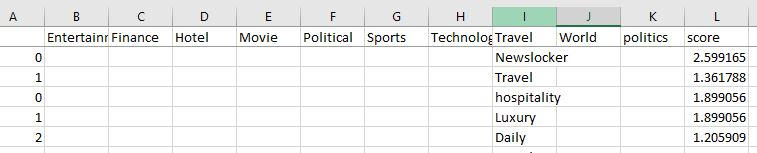 A B C D E F G H I J K L
Entertainn Finance Hotel Movie Political Sports Technolog Travel World politics score
0 Newslocker 2.599165
1 Travel 1.361788
0 hospitality 1.899056
1 Luxury 1.899056
2 Daily 1.205909